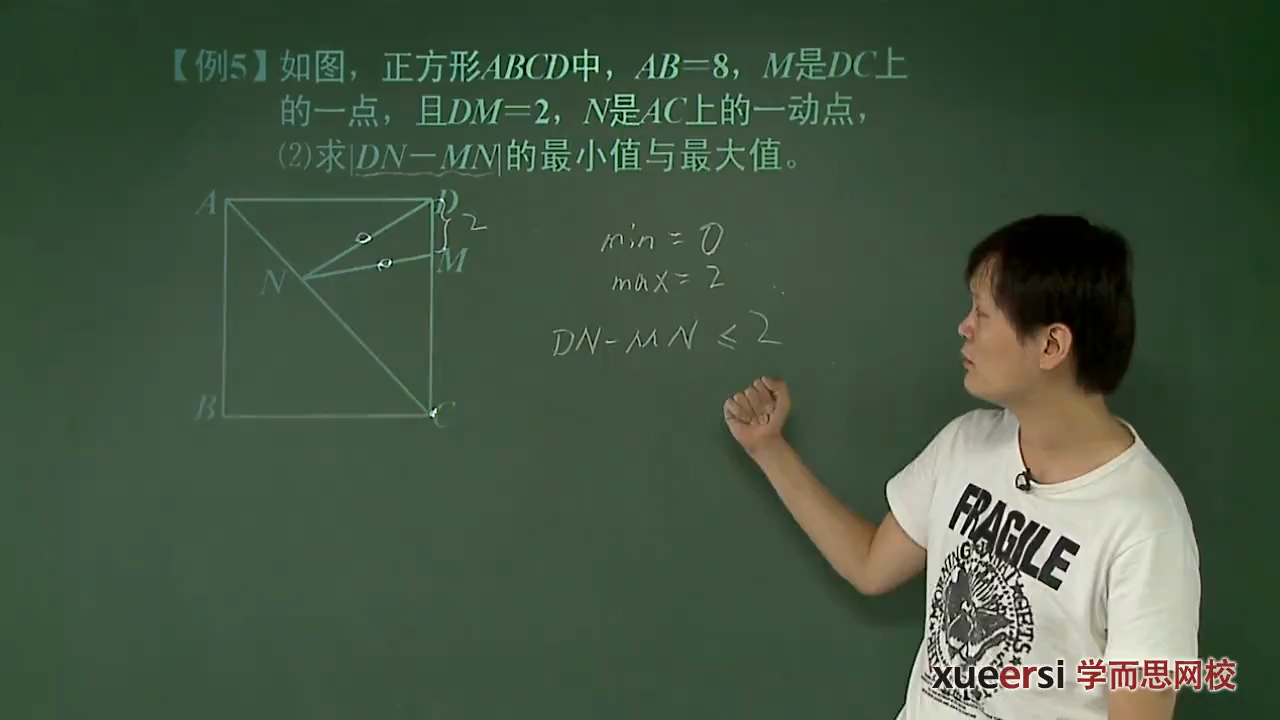 【例5】如图，正方形ABCD中，AB＝8，M是DC上
的一点，且DM＝2，N是AC上的一动点，
(2)求|DN－MN|的最小值与最大值。
A
D
2
M
N
B
C
min = 0
max = 2
DN - MN ≤ 2
FRAGILE
xueersi 学而思网校